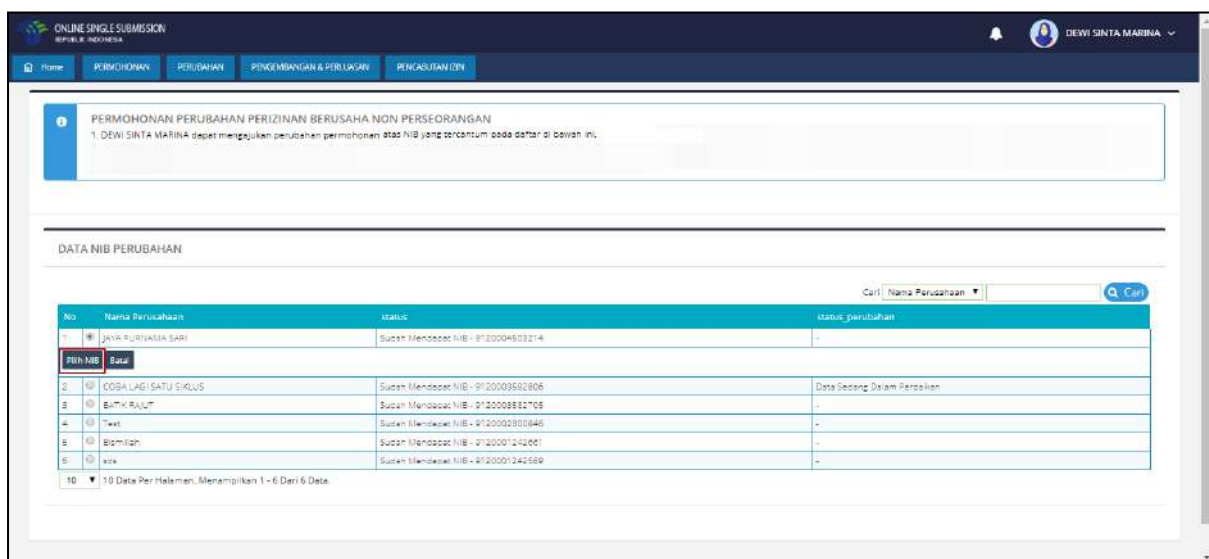 ONLINE SINGLE SUBMISSION
REPUBLIK INDONESIA
DEWI SINTA MARINA
Home PERMOHONAN PERUBAHAN PENGEMBANGAN & PERLUASAN PENCABUTAN IZIN
PERMOHONAN PERUBAHAN PERIZINAN BERUSAHA NON PERSEORANGAN
1. DEWI SINTA MARINA dapat mengajukan perubahan permohonan atas NIB yang tercantum pada daftar di bawah ini.
DATA NIB PERUBAHAN
Cari Nama Perusahaan Cari
No Nama Perusahaan status status_perubahan
1 JAYA PURNAMA SARI Sudah Mendapat NIB - 9120004503214 -
Pilih NIB Batal
2 COBA LAGI SATU SIKLUS Sudah Mendapat NIB - 9120003592806 Data Sedang Dalam Perbaikan
3 BATIK RAJUT Sudah Mendapat NIB - 9120003582705 -
4 Test Sudah Mendapat NIB - 9120002300846 -
5 Bismillah Sudah Mendapat NIB - 9120001242661 -
6 Sudah Mendapat NIB - 9120001242569 -
10 10 Data Per Halaman, Menampilkan 1 - 6 Dari 6 Data.